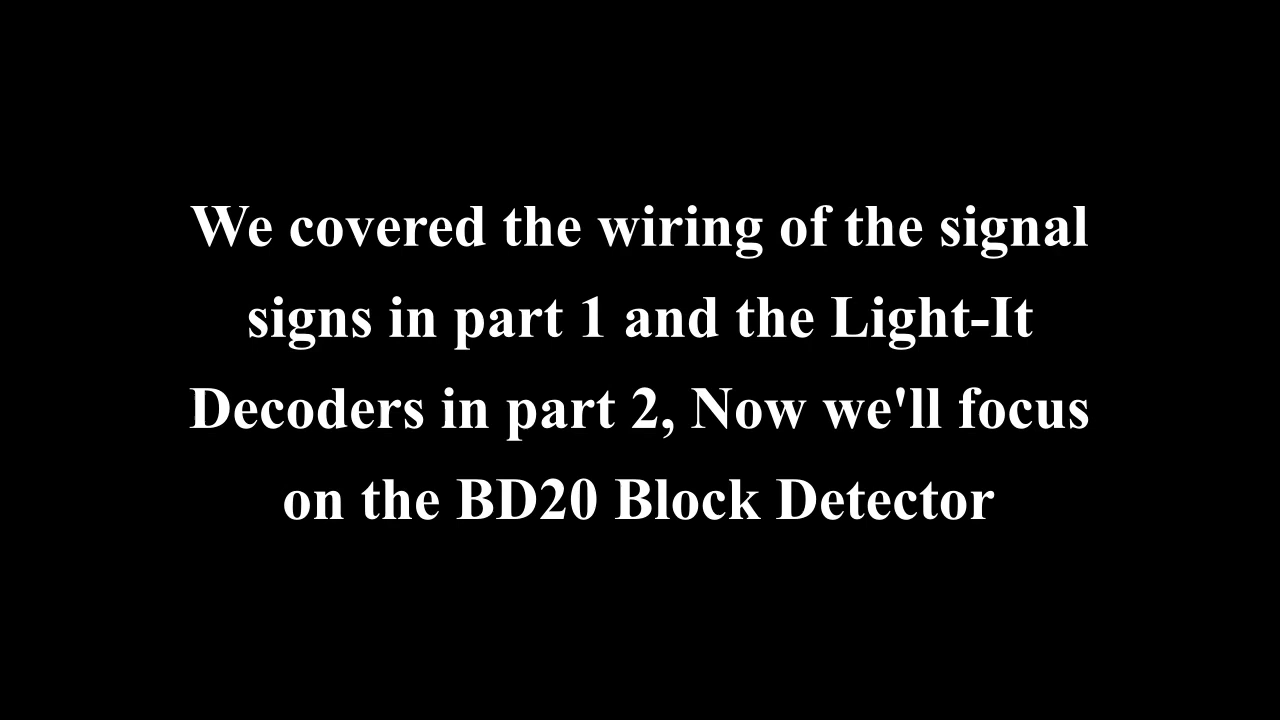 We covered the wiring of the signal
signs in part 1 and the Light-It
Decoders in part 2, Now we'll focus
on the BD20 Block Detector